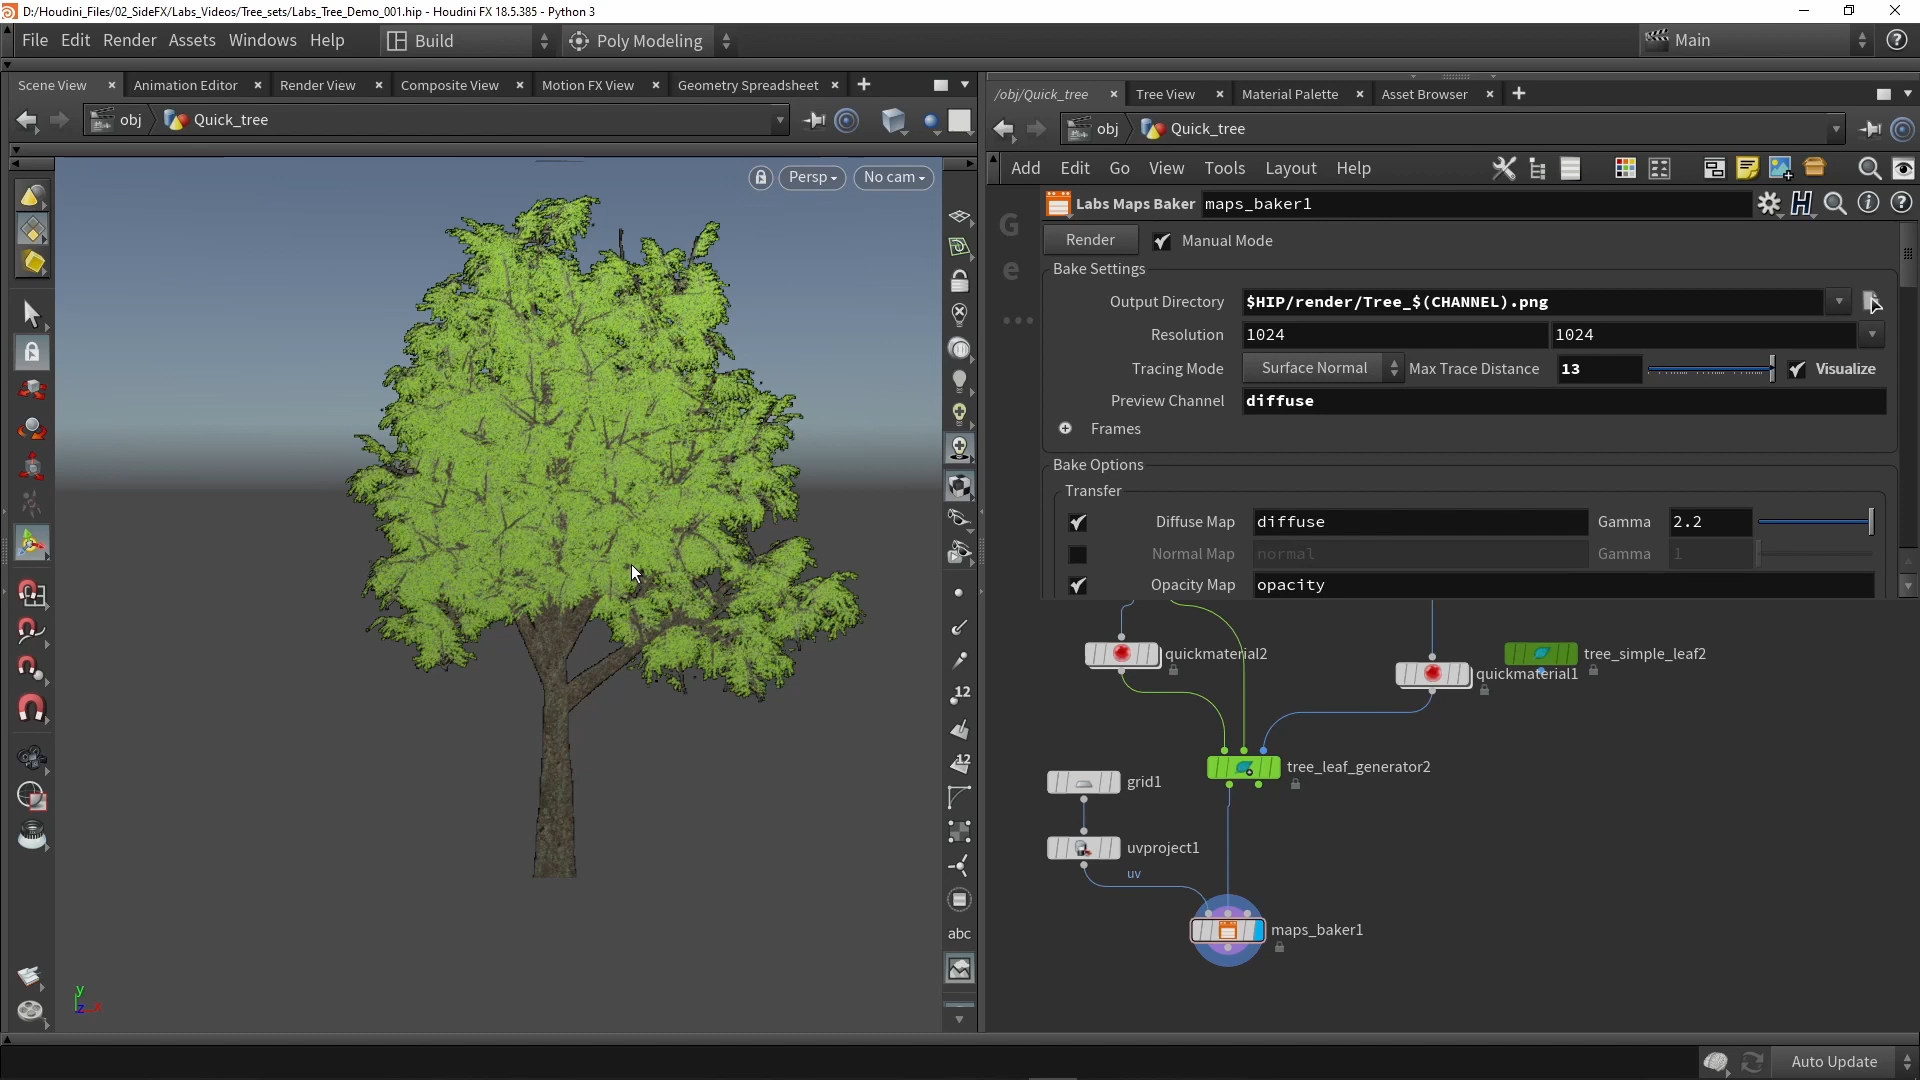 D:/Houdini_Files/02_SideFX/Labs_Videos/Tree_sets/Labs_Tree_Demo_001.hip - Houdini FX 18.5.385 - Python 3
File Edit Render Assets Windows Help
Build
Poly Modeling
Main
Scene View
Animation Editor
Render View
Composite View
Motion FX View
Geometry Spreadsheet
obj
Quick_tree
Persp
No cam
12
12
abc
y
z
x
/obj/Quick_tree
Tree View
Material Palette
Asset Browser
obj
Quick_tree
Add Edit Go View Tools Layout Help
G
e
Labs Maps Baker
maps_baker1
Render
Manual Mode
Bake Settings
Output Directory
$HIP/render/Tree_$(CHANNEL).png
Resolution
1024
1024
Tracing Mode
Surface Normal
Max Trace Distance
13
Visualize
Preview Channel
diffuse
Frames
Bake Options
Transfer
Diffuse Map
diffuse
Gamma
2.2
Normal Map
normal
Gamma
1
Opacity Map
opacity
quickmaterial2
quickmaterial1
tree_simple_leaf2
tree_leaf_generator2
grid1
uvproject1
uv
maps_baker1
Auto Update